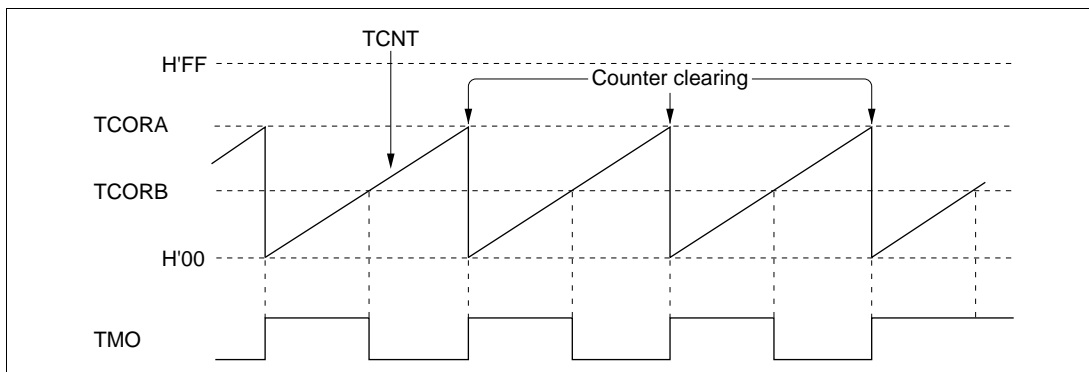 TCNT
H'FF
Counter clearing
TCORA
TCORB
H'00
TMO